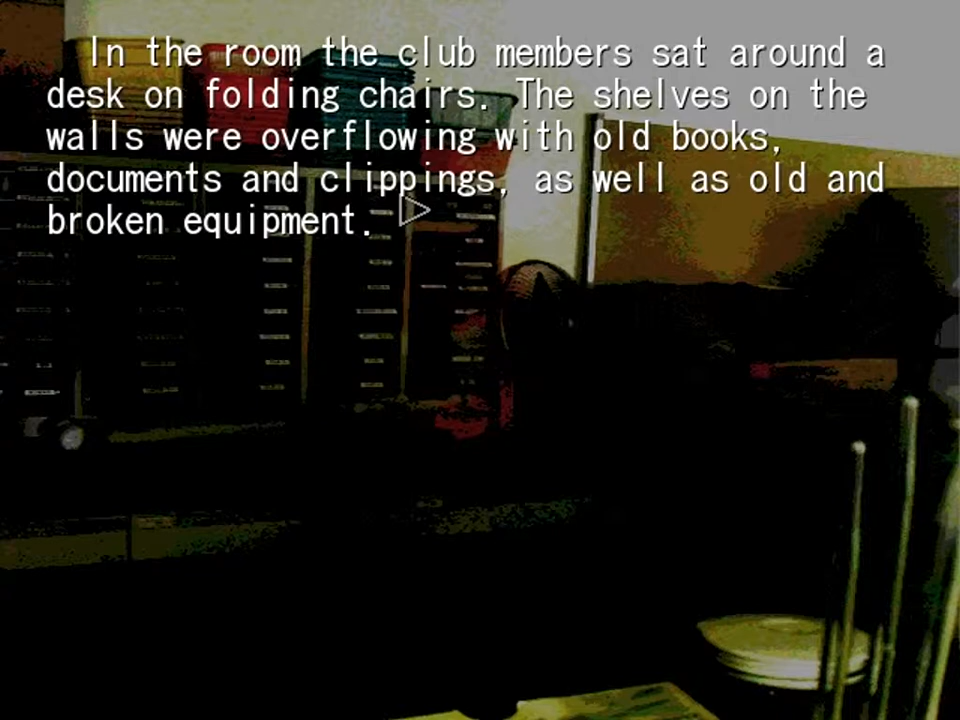 In the room the club members sat around a
desk on folding chairs. The shelves on the
walls were overflowing with old books,
documents and clippings, as well as old and
broken equipment.